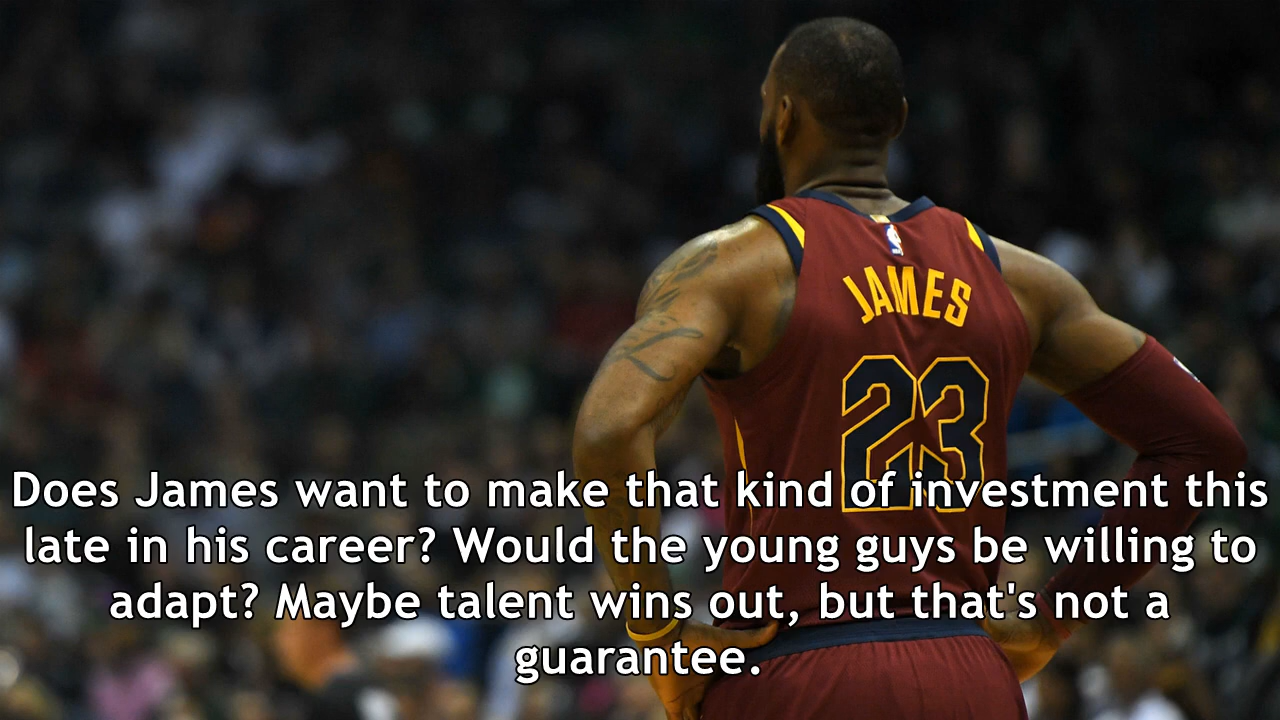 JAMES
23
Does James want to make that kind of investment this
late in his career? Would the young guys be willing to
adapt? Maybe talent wins out, but that's not a
guarantee.